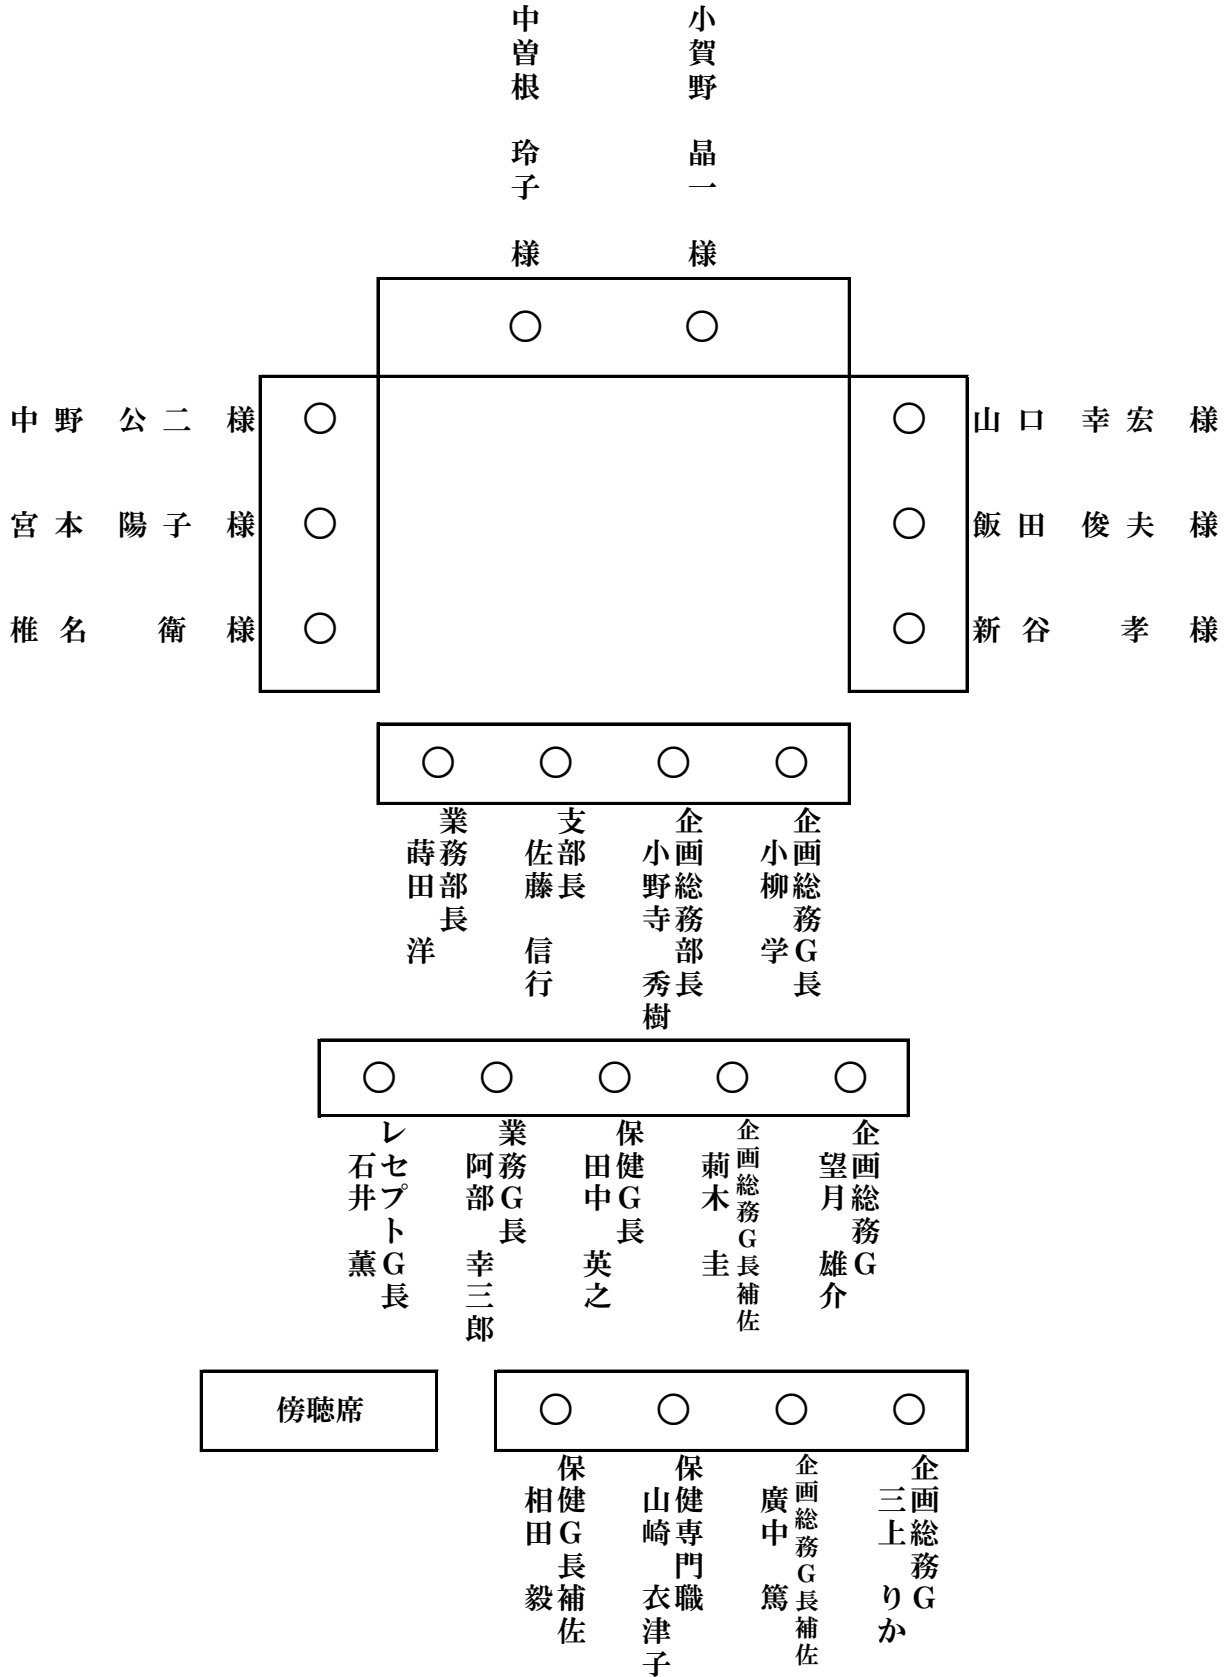 小賀野 晶一 様
中曽根 玲子 様
中野 公二 様
山口 幸宏 様
宮本 陽子 様
飯田 俊夫 様
椎名 衛 様
新谷 孝 様
企画総務G長
小柳 学
企画総務部長
小野寺 秀樹
支部長
佐藤 信行
業務部長
蒔田 洋
企画総務G
望月 雄介
企画総務G長補佐
莿木 圭
保健G長
田中 英之
業務G長
阿部 幸三郎
レセプトG長
石井 薫
傍聴席
企画総務G
三上 りか
企画総務G長補佐
廣中 篤
保健専門職
山崎 衣津子
保健G長補佐
相田 毅